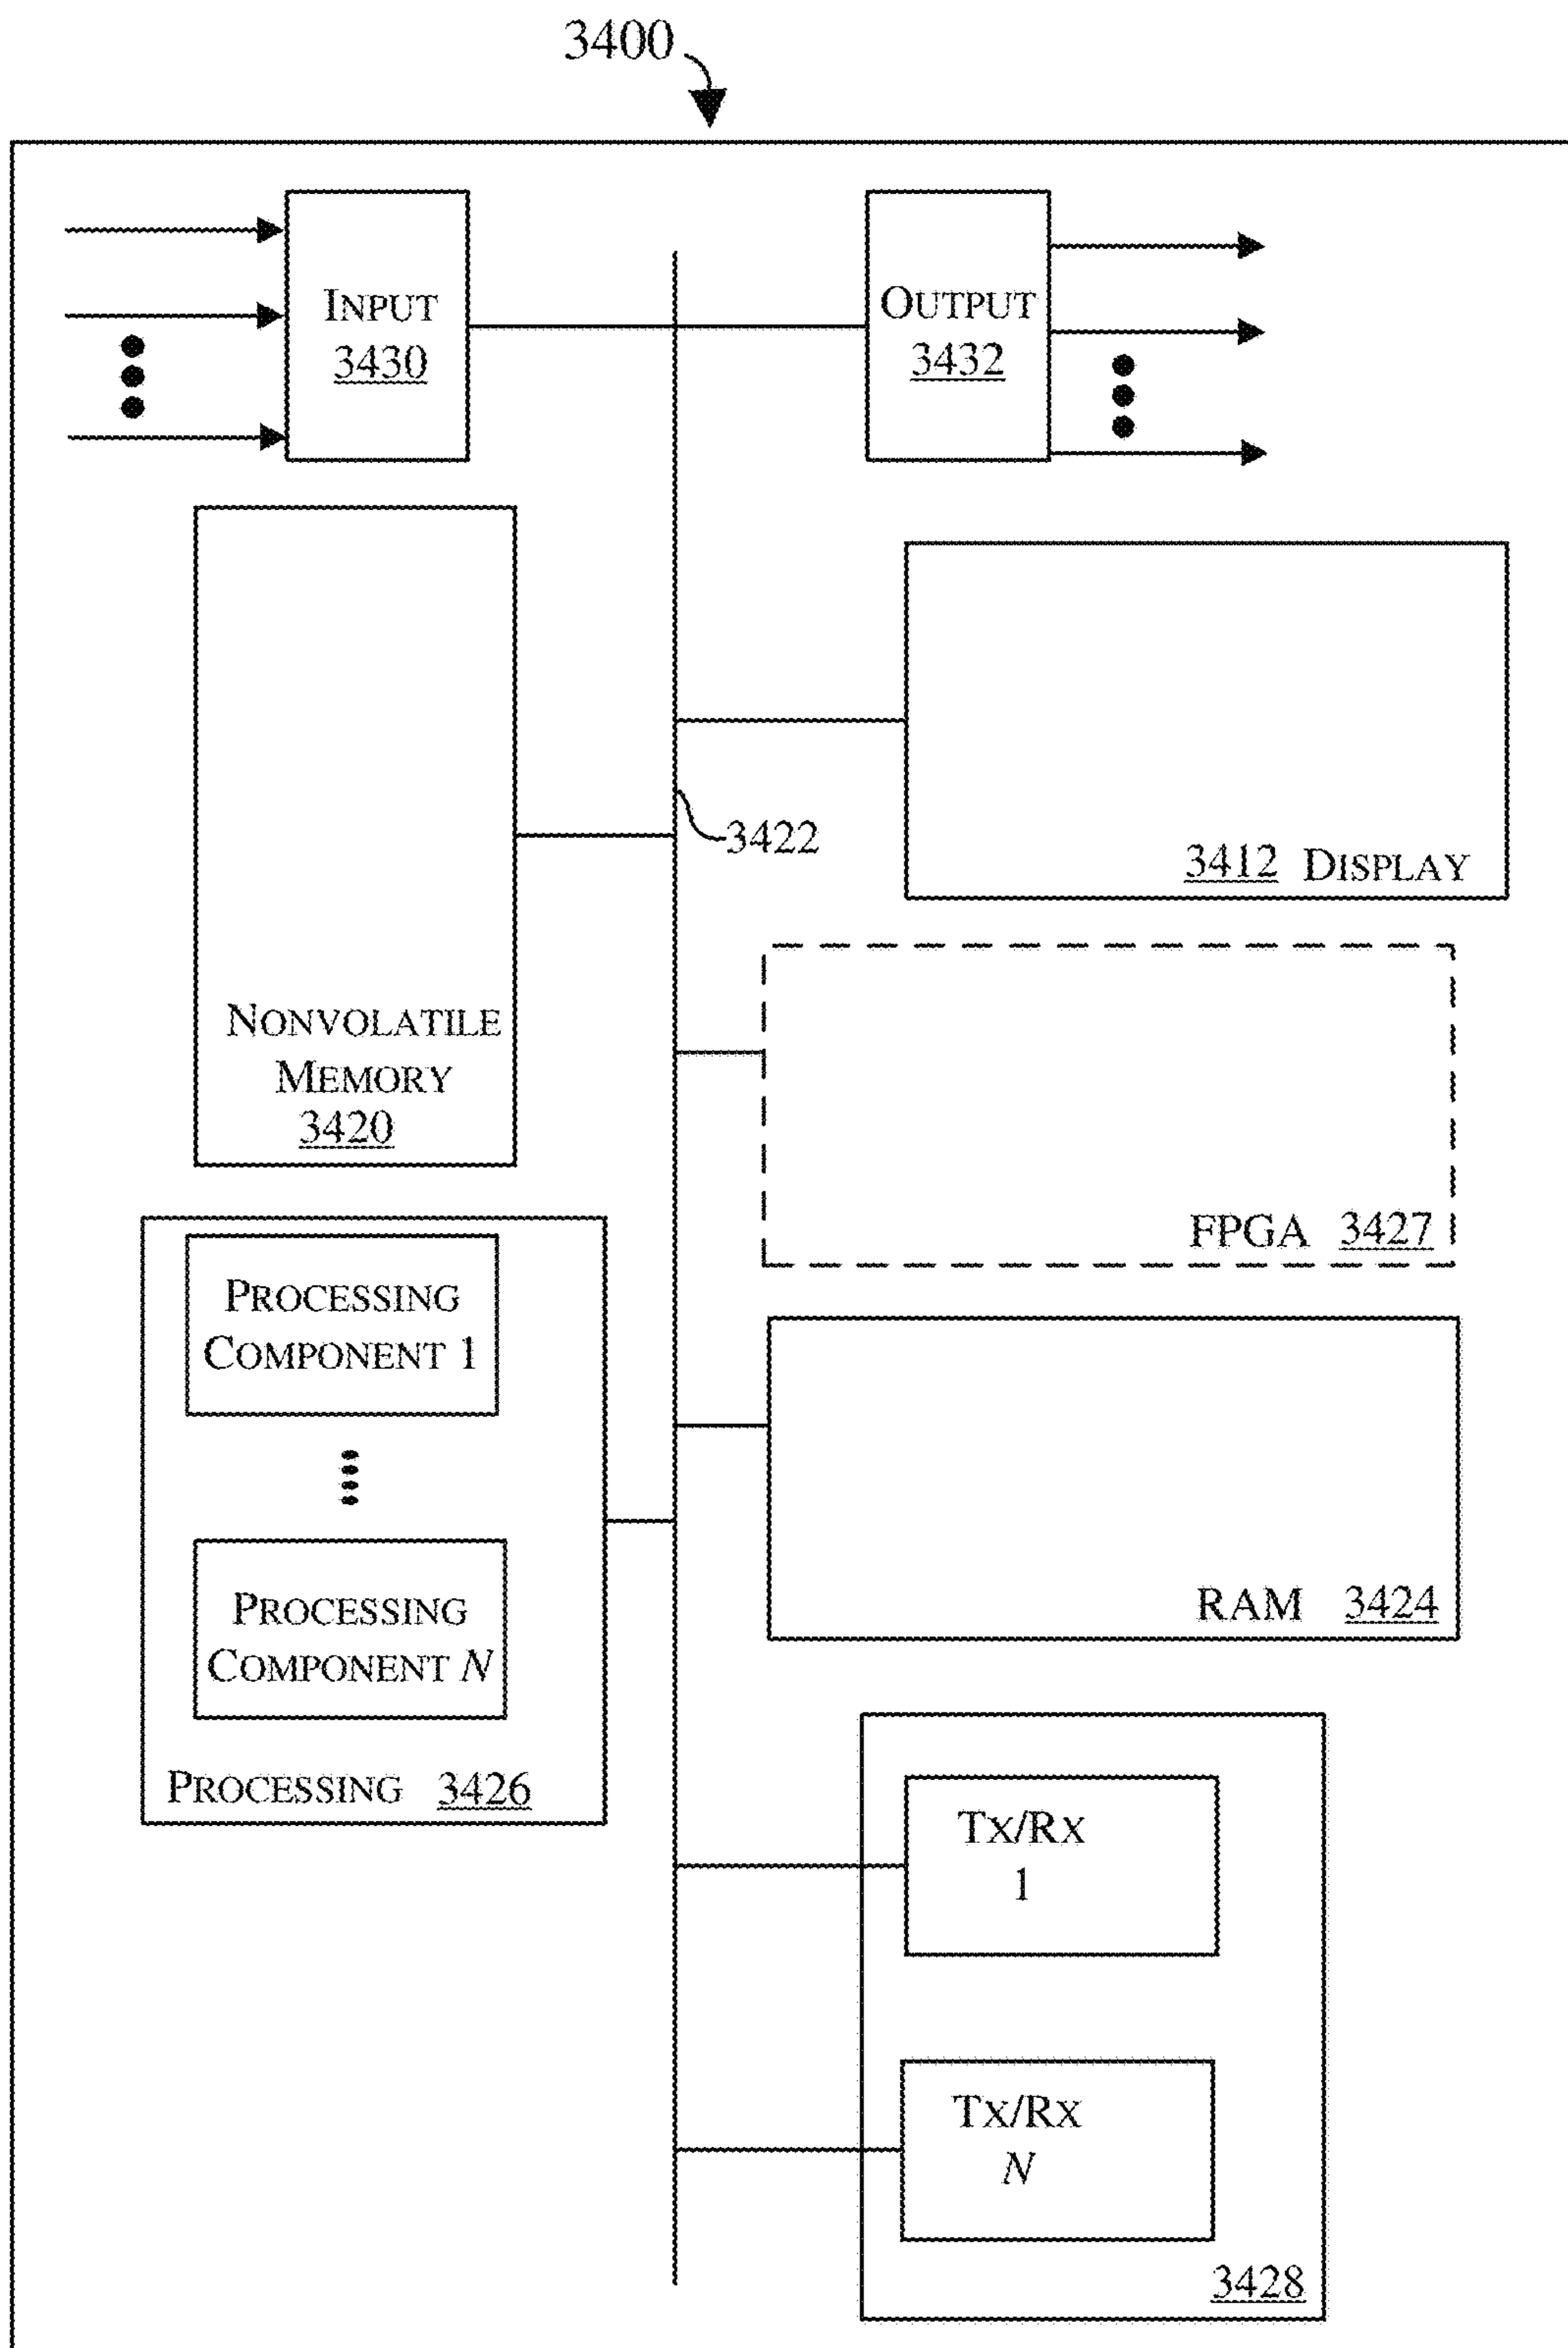 3400
INPUT
3430
OUTPUT
3432
3422
3412 DISPLAY
NONVOLATILE
MEMORY
3420
FPGA 3427
PROCESSING
COMPONENT 1
PROCESSING
COMPONENT N
PROCESSING 3426
RAM 3424
TX/RX
1
TX/RX
N
3428